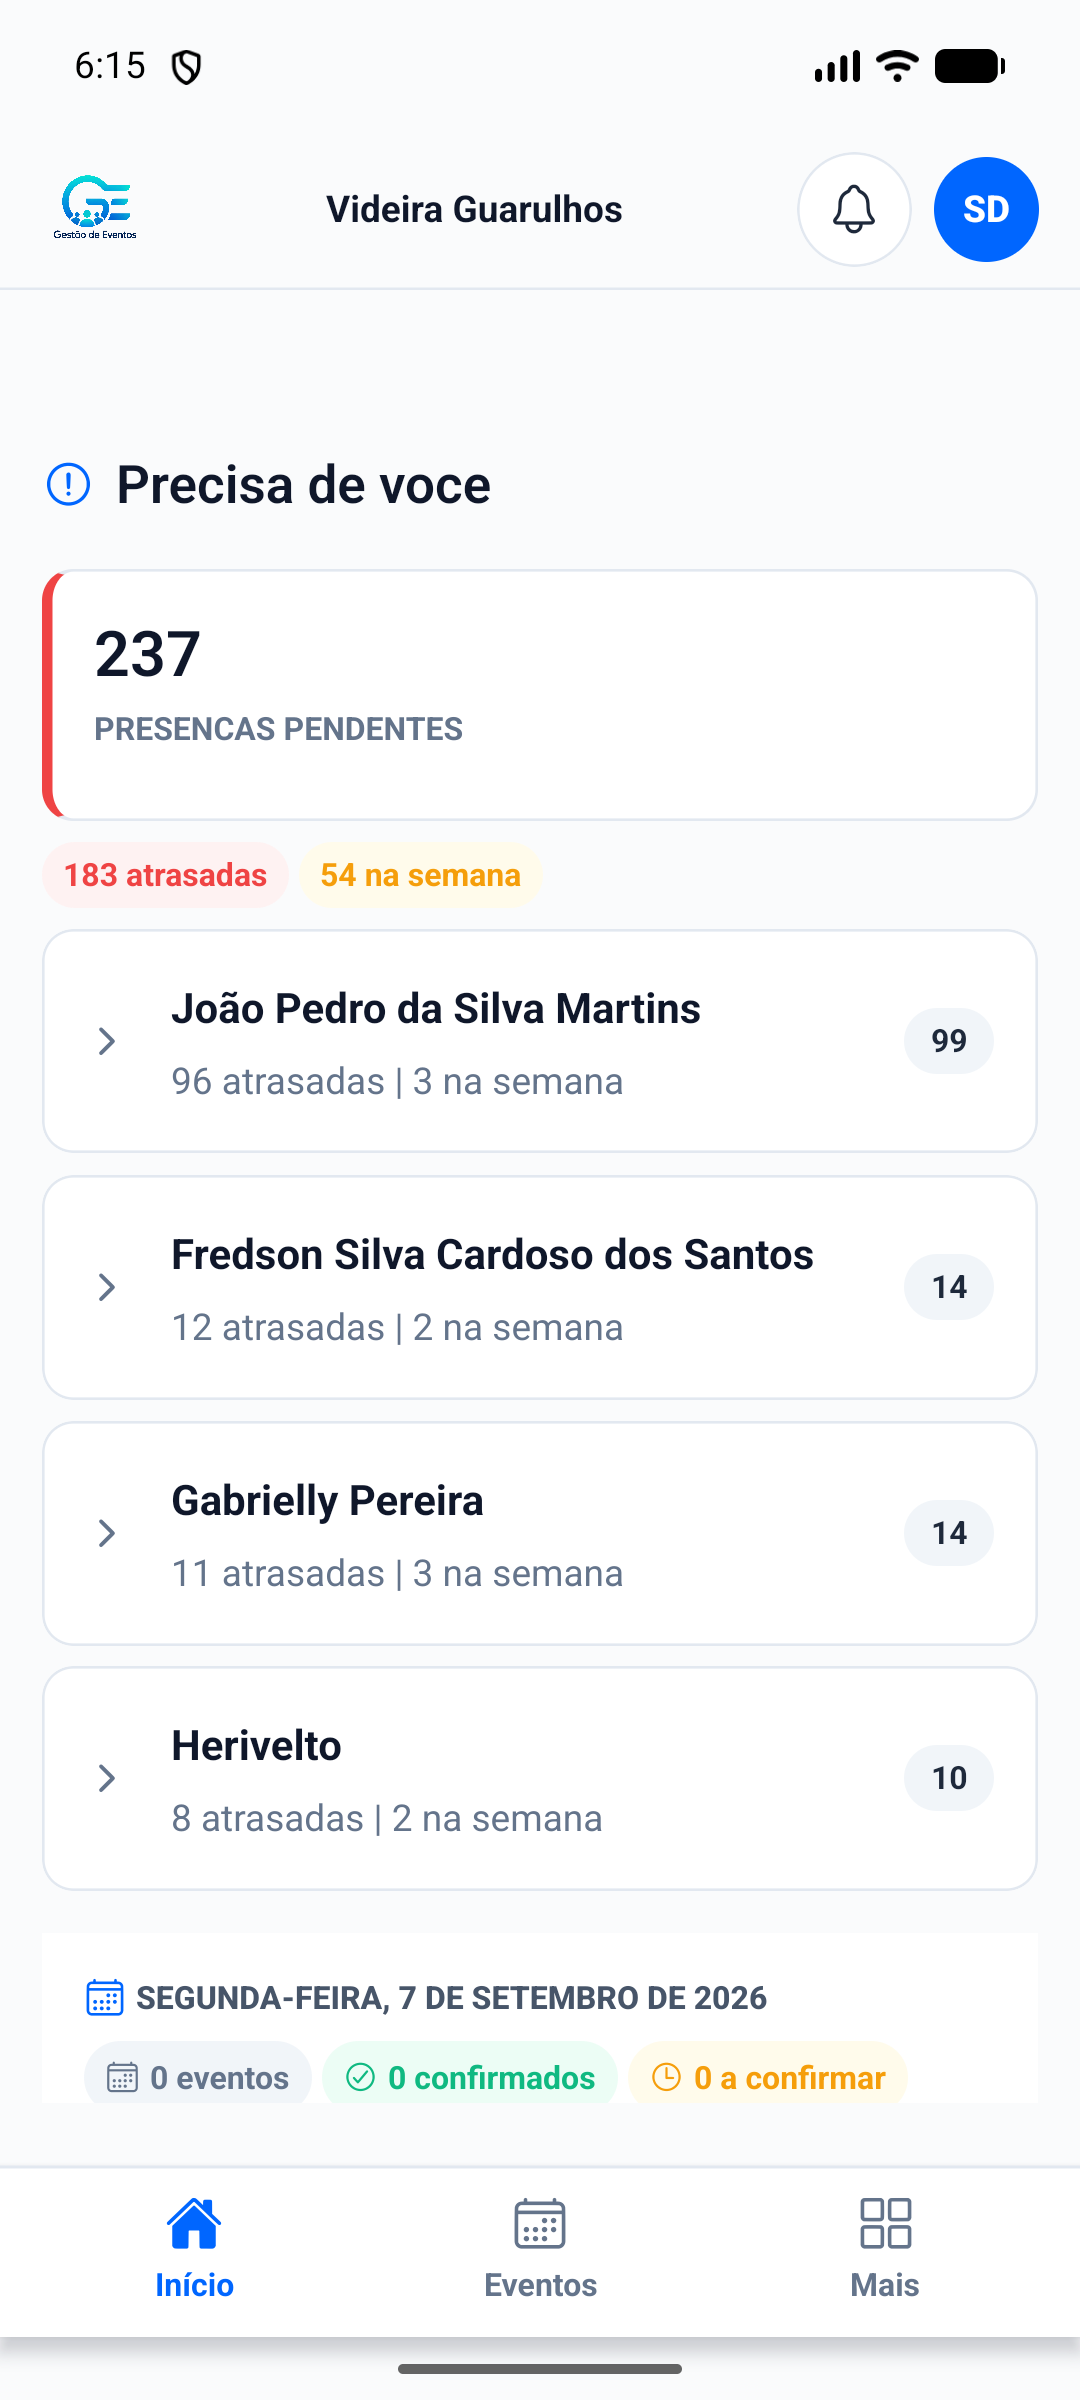 6:15
Gestão de Eventos
Videira Guarulhos
SD
Precisa de voce
237
PRESENCAS PENDENTES
183 atrasadas
54 na semana
João Pedro da Silva Martins
96 atrasadas | 3 na semana
99
Fredson Silva Cardoso dos Santos
12 atrasadas | 2 na semana
14
Gabrielly Pereira
11 atrasadas | 3 na semana
14
Herivelto
8 atrasadas | 2 na semana
10
SEGUNDA-FEIRA, 7 DE SETEMBRO DE 2026
0 eventos
0 confirmados
0 a confirmar
Início
Eventos
Mais